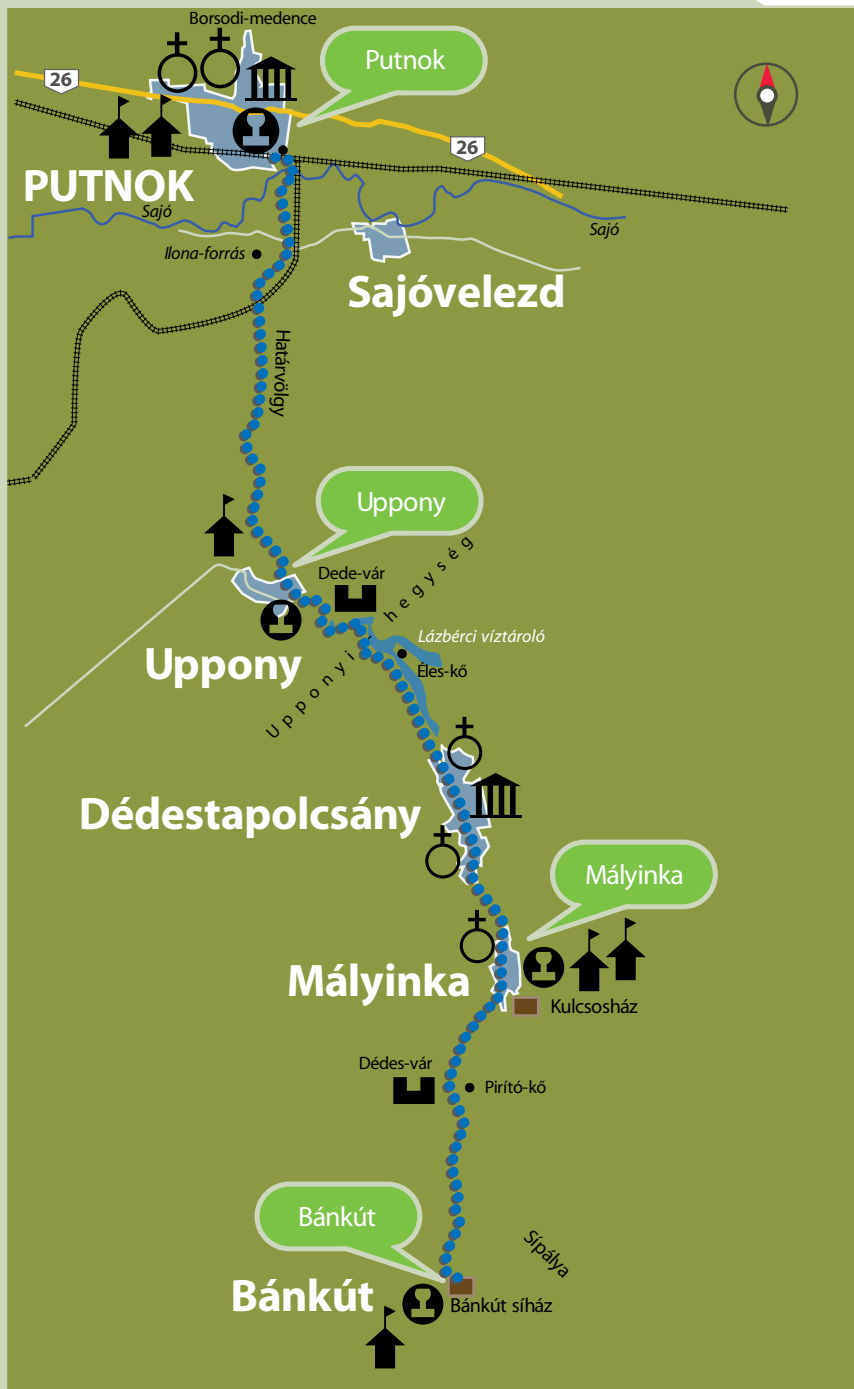 Borsodi-medence
Putnok
26
26
PUTNOK
Sajó
Sajó
Ilona-forrás
Sajóvelezd
Határvölgy
Uppony
Dede-vár
Upponyi hegység
Lázbérci víztároló
Éles-kő
Uppony
Dédestapolcsány
Mályinka
Mályinka
Kulcsosház
Dédes-vár
Pirító-kő
Bánkút
Sípálya
Bánkút
Bánkút síház